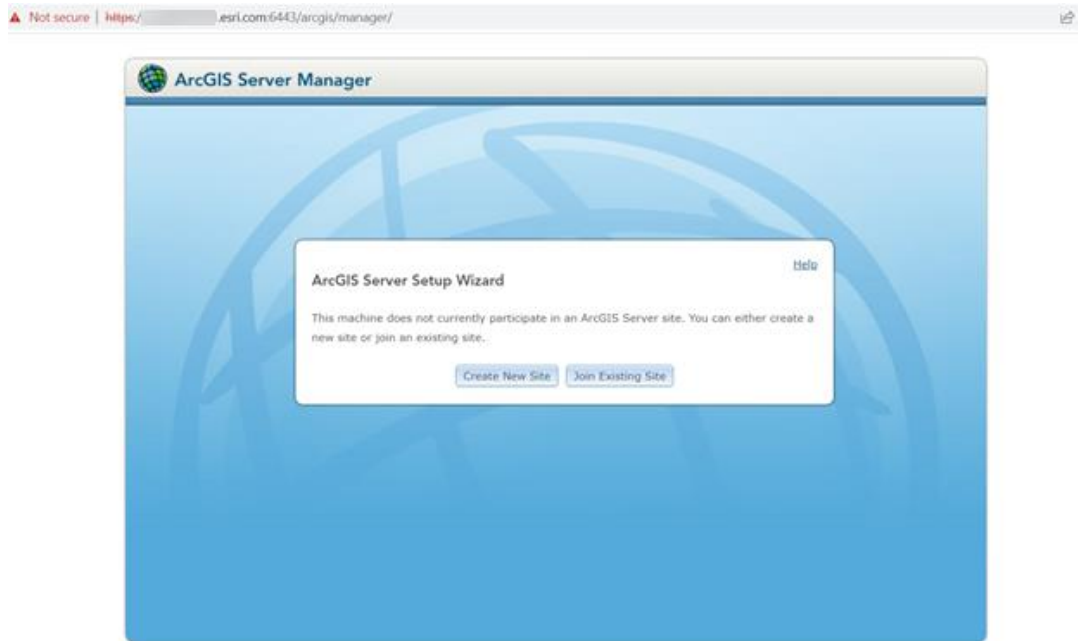 Not secure | https:/ .esri.com:6443/arcgis/manager/
ArcGIS Server Manager
Help
ArcGIS Server Setup Wizard
This machine does not currently participate in an ArcGIS Server site. You can either create a
new site or join an existing site.
Create New Site Join Existing Site